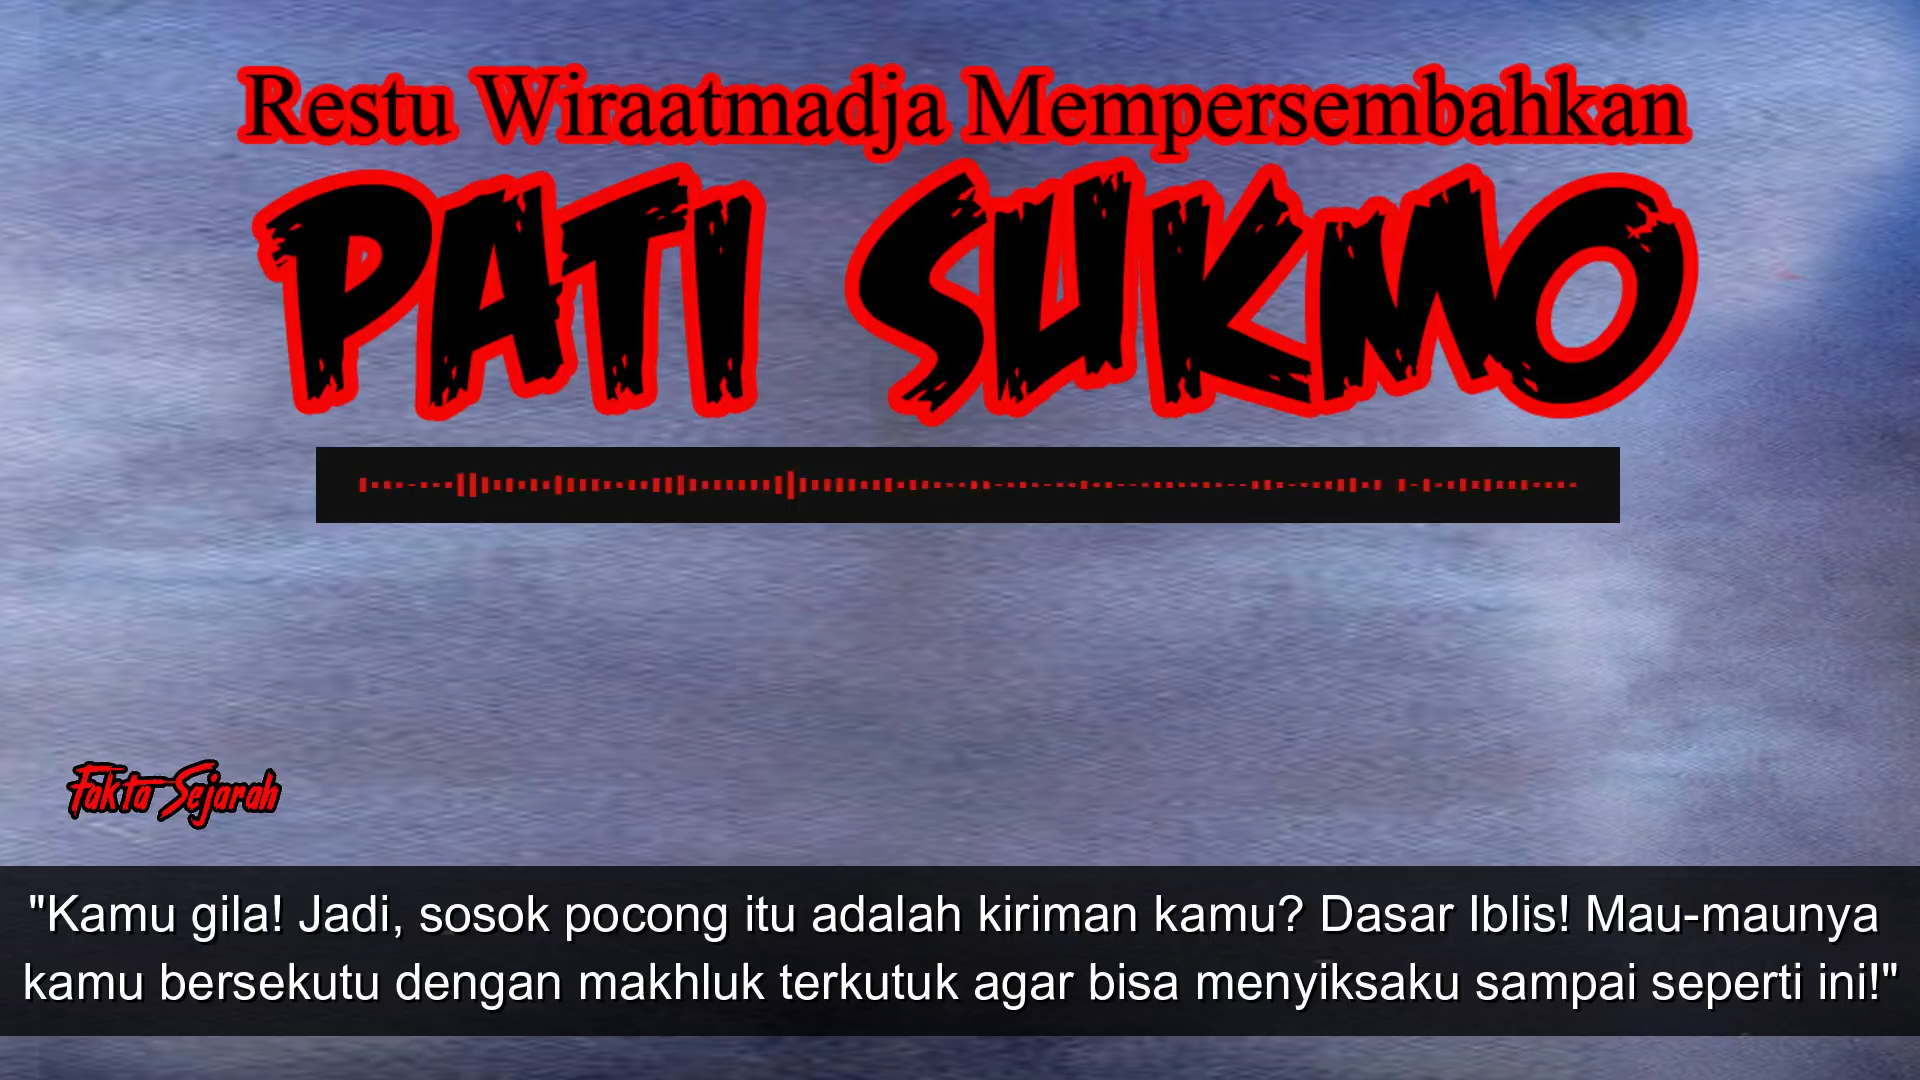 Restu Wiraatmadja Mempersembahkan
PATI SUKMO
Fakta Sejarah
"Kamu gila! Jadi, sosok pocong itu adalah kiriman kamu? Dasar Iblis! Mau-maunya
kamu bersekutu dengan makhluk terkutuk agar bisa menyiksaku sampai seperti ini!"